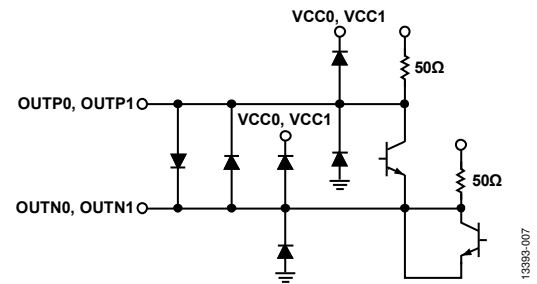 VCC0, VCC1
50Ω
OUTP0, OUTP1
VCC0, VCC1
50Ω
OUTN0, OUTN1
13393-007